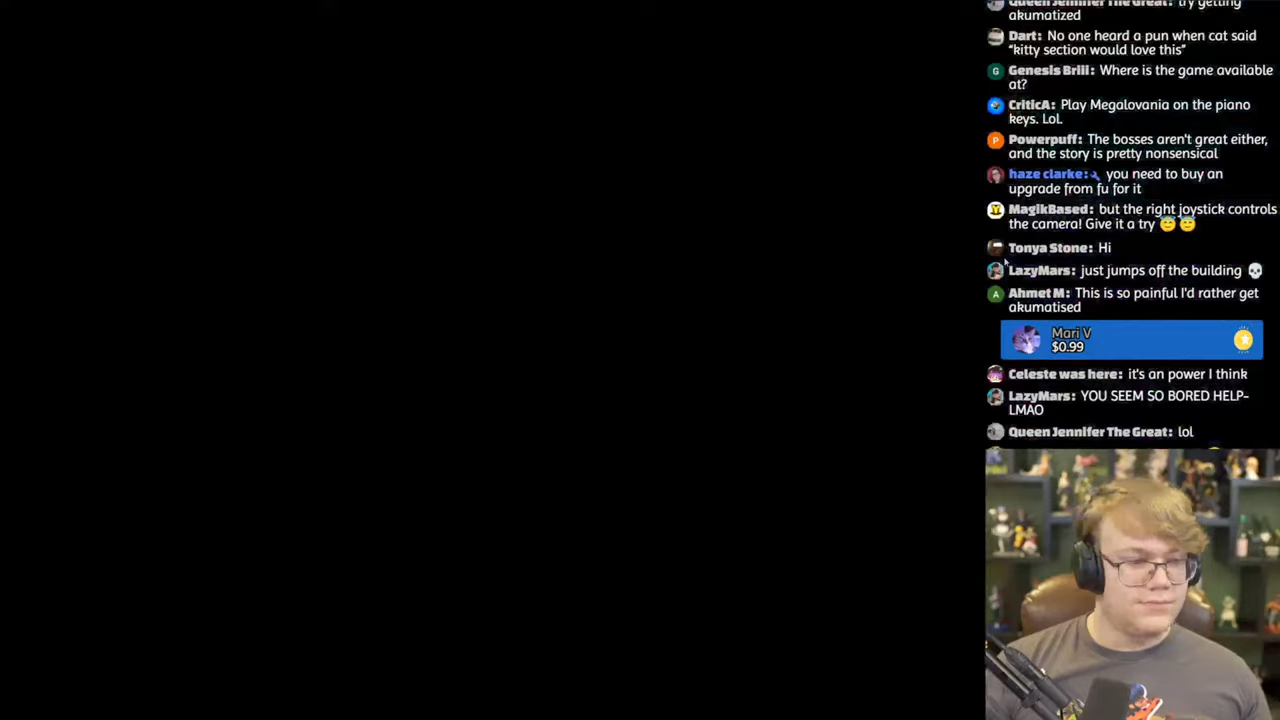 Queen Jennifer The Great: try getting
akumatized
Dart: No one heard a pun when cat said
“kitty section would love this”
G Genesis Briii: Where is the game available
at?
CriticA: Play Megalovania on the piano
keys. Lol.
P Powerpuff: The bosses aren't great either,
and the story is pretty nonsensical
haze clarke: you need to buy an
upgrade from fu for it
MagikBased: but the right joystick controls
the camera! Give it a try 😇 😇
Tonya Stone: Hi
LazyMars: just jumps off the building 💀
A Ahmet M: This is so painful I'd rather get
akumatised
Mari V
$0.99
Celeste was here: it's an power I think
LazyMars: YOU SEEM SO BORED HELP-
LMAO
Queen Jennifer The Great: lol